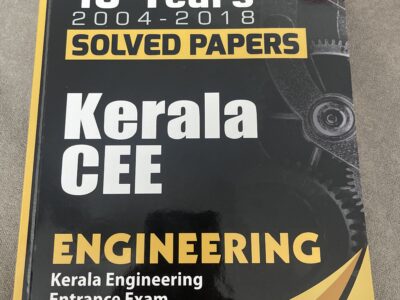 Years
2004-2018
SOLVED PAPERS
Kerala
CEE
ENGINEERING
Kerala Engineering
Entrance Exam